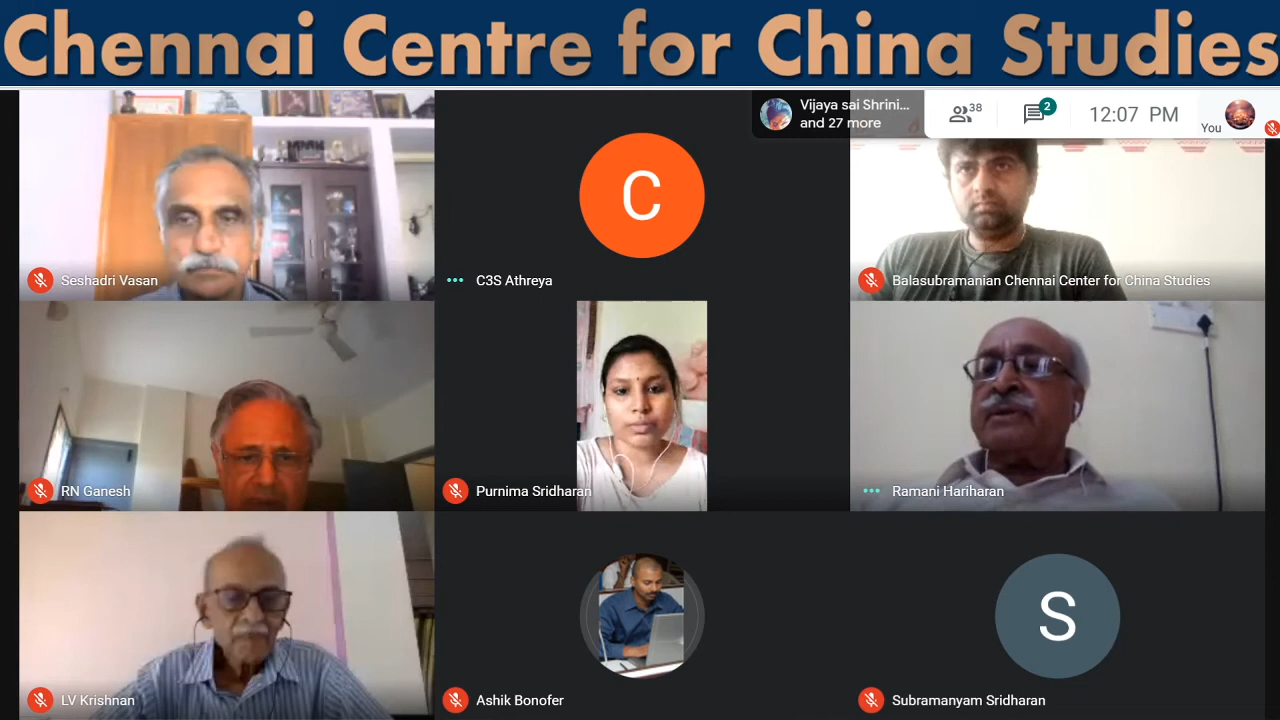 Chennai Centre for China Studies
Vijaya sai Shrini...
and 27 more
38
2
12:07 PM
You
Seshadri Vasan
C
C3S Athreya
Balasubramanian Chennai Center for China Studies
RN Ganesh
Purnima Sridharan
Ramani Hariharan
LV Krishnan
Ashik Bonofer
S
Subramanyam Sridharan